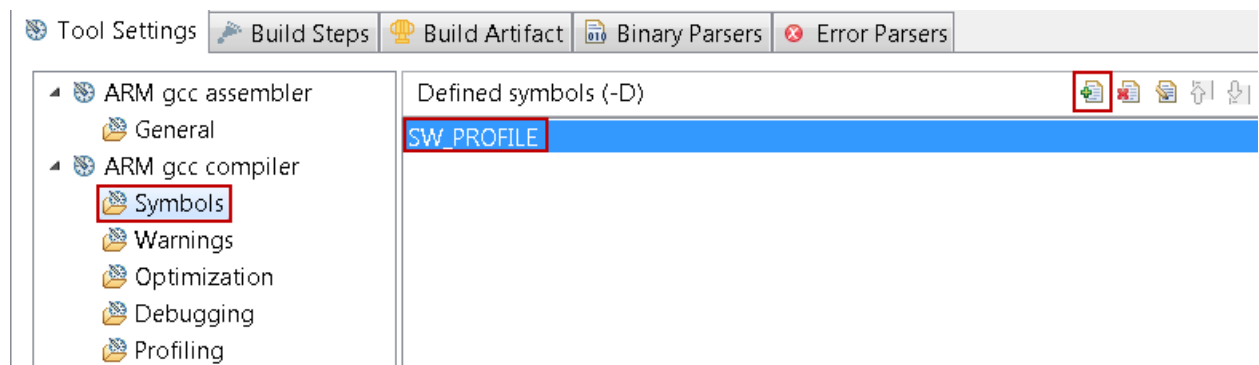 Tool Settings Build Steps Build Artifact Binary Parsers Error Parsers
ARM gcc assembler
General
ARM gcc compiler
Symbols
Warnings
Optimization
Debugging
Profiling
Defined symbols (-D)
SW_PROFILE